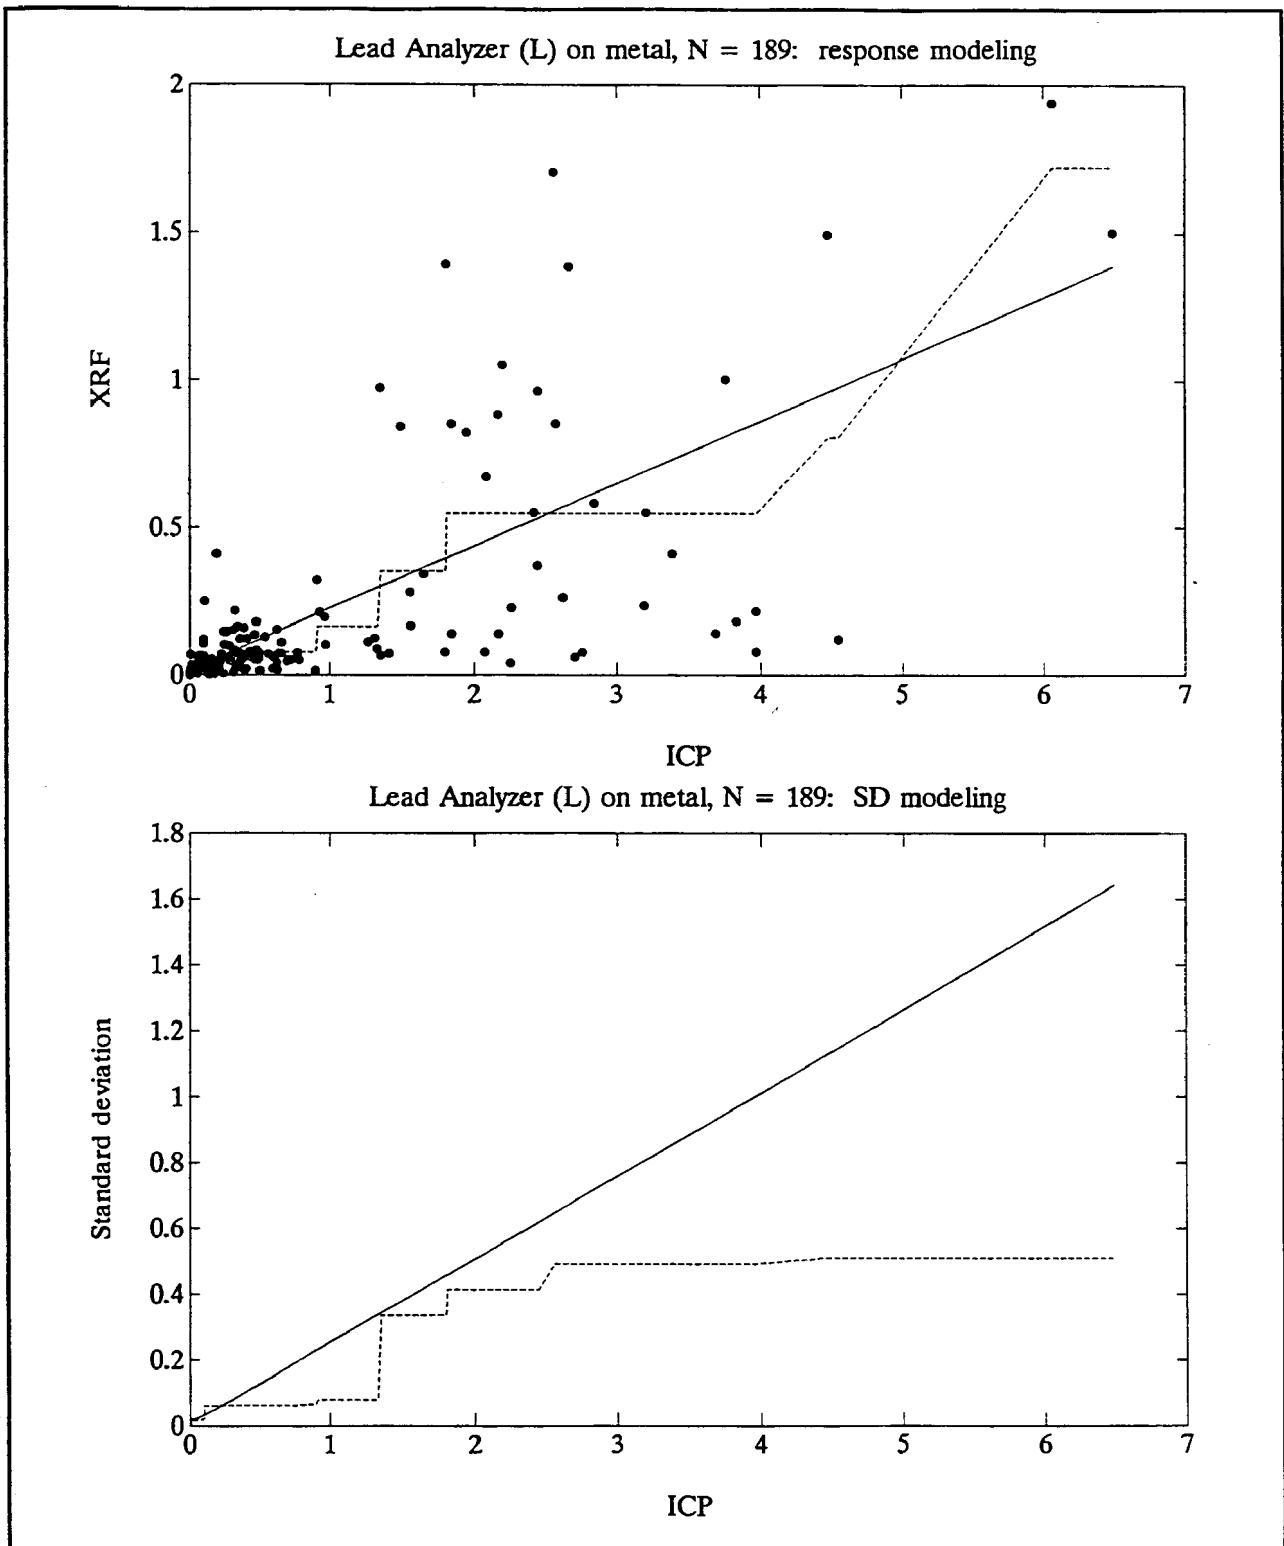 Lead Analyzer (L) on metal, N = 189: response modeling
2
1.5
1
0.5
0
XRF
0 1 2 3 4 5 6 7
ICP
Lead Analyzer (L) on metal, N = 189: SD modeling
1.8
1.6
1.4
1.2
1
0.8
0.6
0.4
0.2
0
Standard deviation
0 1 2 3 4 5 6 7
ICP